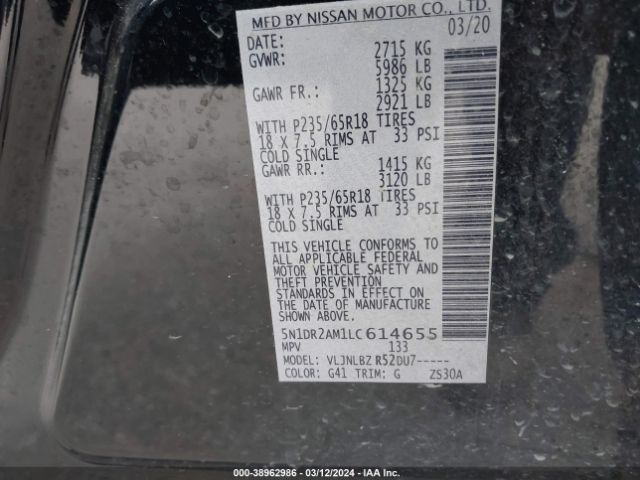 MFD BY NISSAN MOTOR CO., LTD.
DATE: 03/20
GVWR: 2715 KG
5986 LB
GAWR FR.: 1325 KG
2921 LB
WITH P235/65R18 TIRES
18 X 7.5 RIMS AT 33 PSI
COLD SINGLE
GAWR RR.: 1415 KG
3120 LB
WITH P235/65R18 TIRES
18 X 7.5 RIMS AT 33 PSI
COLD SINGLE
THIS VEHICLE CONFORMS TO
ALL APPLICABLE FEDERAL
MOTOR VEHICLE SAFETY AND
THEFT PREVENTION
STANDARDS IN EFFECT ON
THE DATE OF MANUFACTURE
SHOWN ABOVE.
5N1DR2AM1LC614655
MPV 133
MODEL: VLJNLBZ R52DU7-----
COLOR: G41 TRIM: G ZS30A
000-38962986 - 03/12/2024 - IAA Inc.